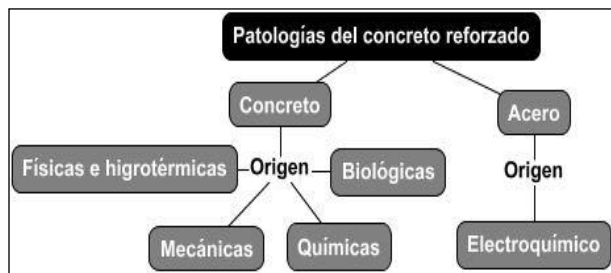 Patologías del concreto reforzado
Concreto
Acero
Físicas e higrotérmicas
Origen
Biológicas
Origen
Mecánicas
Químicas
Electroquímico